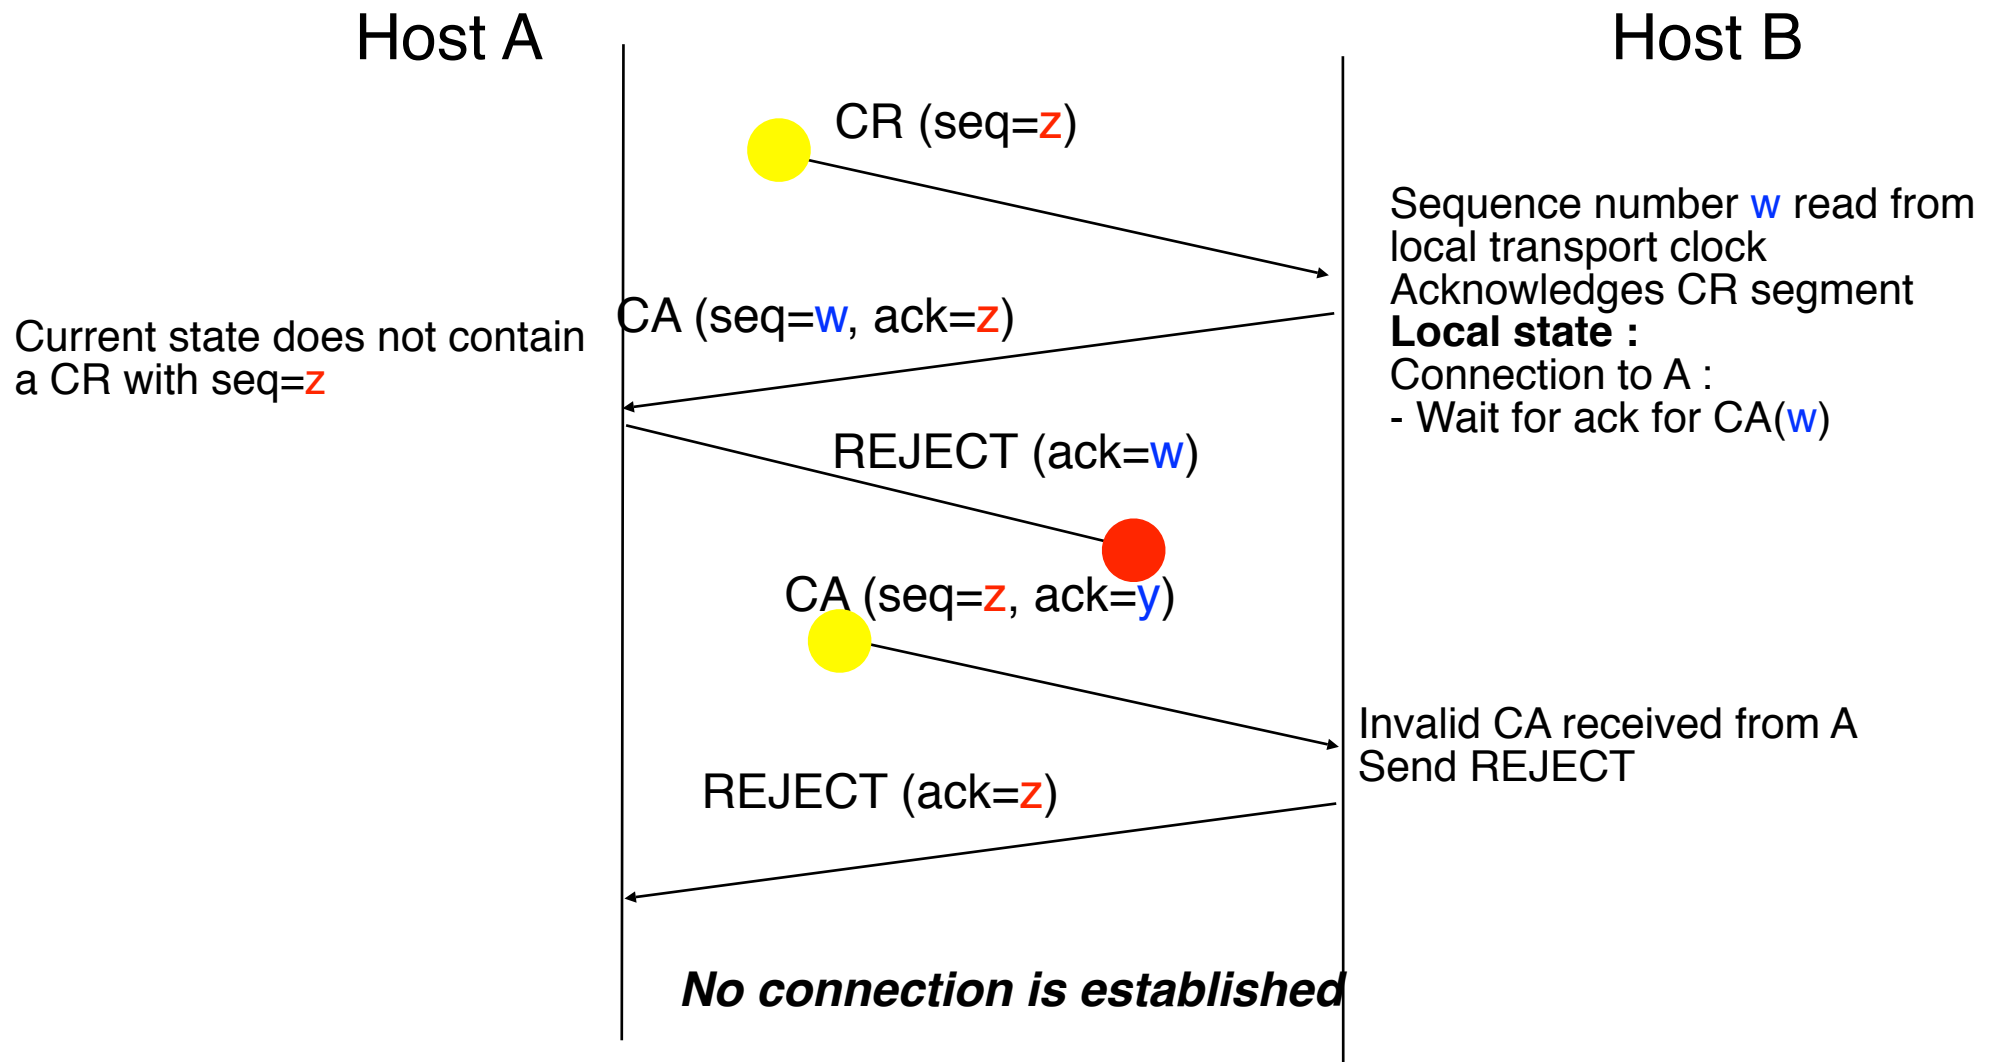 Host A
Host B
CR (seq=z)
Sequence number w read from
local transport clock
Acknowledges CR segment
Local state :
Connection to A :
- Wait for ack for CA(w)
CA (seq=w, ack=z)
Current state does not contain
a CR with seq=z
REJECT (ack=w)
CA (seq=z, ack=y)
Invalid CA received from A
Send REJECT
REJECT (ack=z)
No connection is established